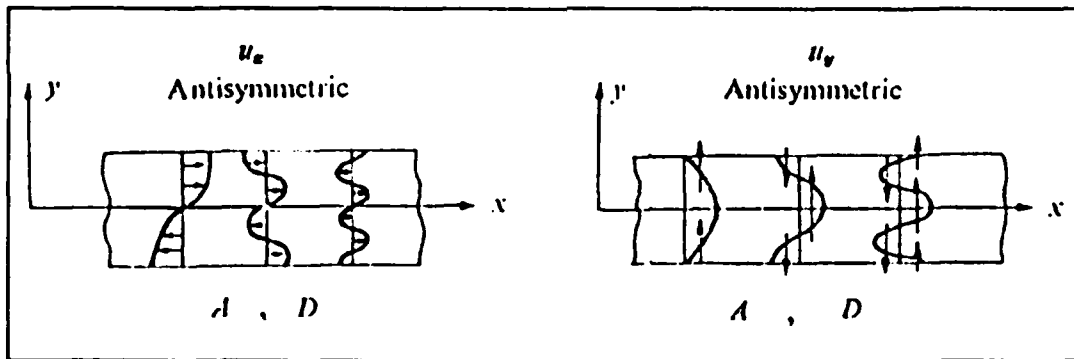 u_x
Antisymmetric
y
x
A , D
u_y
Antisymmetric
y
x
A , D